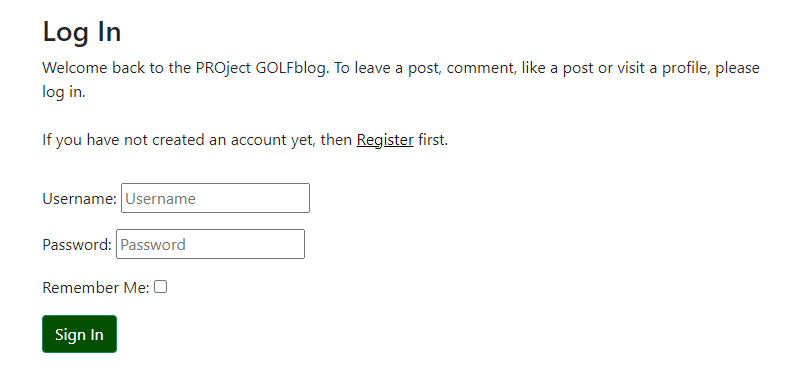 Log In
Welcome back to the PROject GOLFblog. To leave a post, comment, like a post or visit a profile, please
log in.
If you have not created an account yet, then Register first.
Username: Username
Password: Password
Remember Me:
Sign In